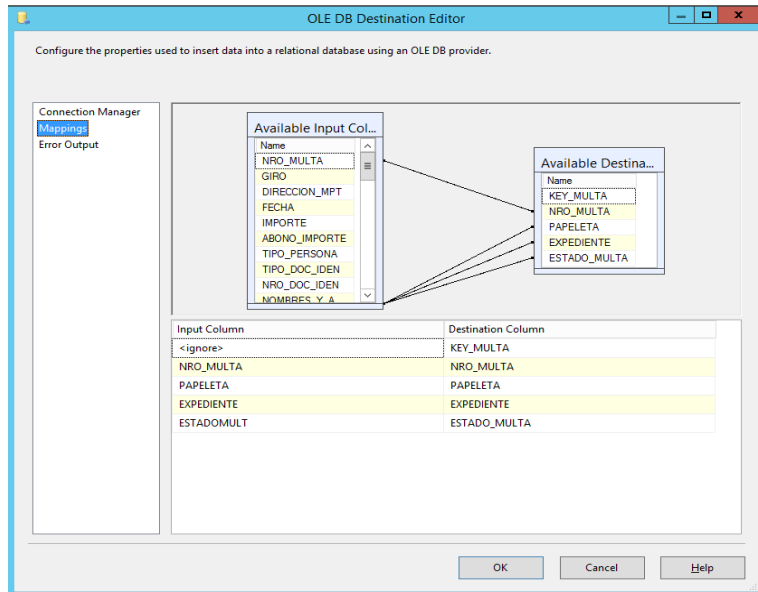 OLE DB Destination Editor
Configure the properties used to insert data into a relational database using an OLE DB provider.
Connection Manager
Mappings
Error Output
Available Input Col...
Name
NRO_MULTA
GIRO
DIRECCION_MPT
FECHA
IMPORTE
ABONO_IMPORTE
TIPO_PERSONA
TIPO_DOC_IDEN
NRO_DOC_IDEN
NOMBRES_Y_A
Available Destina...
Name
KEY_MULTA
NRO_MULTA
PAPELETA
EXPEDIENTE
ESTADO_MULTA
Input Column Destination Column
<ignore> KEY_MULTA
NRO_MULTA NRO_MULTA
PAPELETA PAPELETA
EXPEDIENTE EXPEDIENTE
ESTADOMULT ESTADO_MULTA
OK Cancel Help